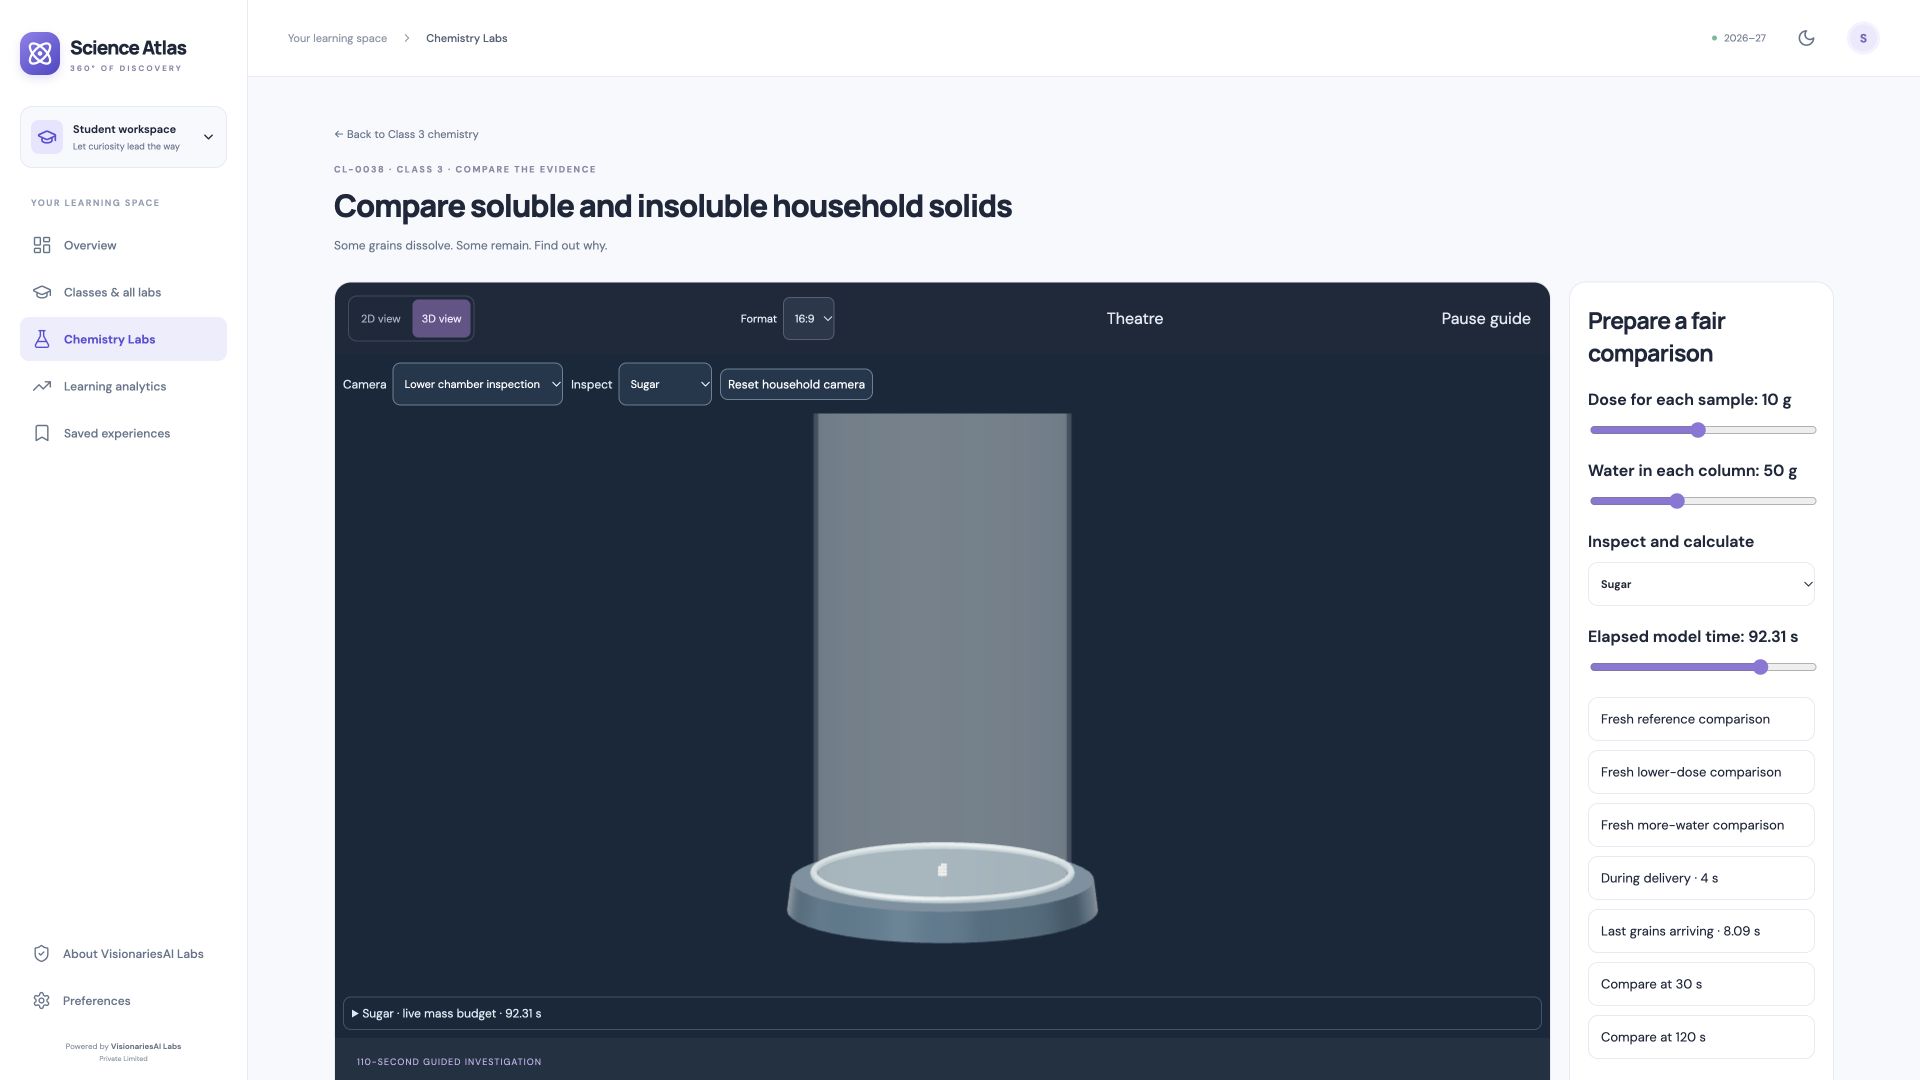 Science Atlas
360° OF DISCOVERY
Student workspace
Let curiosity lead the way
YOUR LEARNING SPACE
Overview
Classes & all labs
Chemistry Labs
Learning analytics
Saved experiences
About VisionariesAI Labs
Preferences
Powered by VisionariesAI Labs
Private Limited
Your learning space
Chemistry Labs
2026–27
S
← Back to Class 3 chemistry
CL-0038 · CLASS 3 · COMPARE THE EVIDENCE
Compare soluble and insoluble household solids
Some grains dissolve. Some remain. Find out why.
2D view
3D view
Format
16:9
Theatre
Pause guide
Camera
Lower chamber inspection
Inspect
Sugar
Reset household camera
▶ Sugar · live mass budget · 92.31 s
110-SECOND GUIDED INVESTIGATION
Prepare a fair
comparison
Dose for each sample: 10 g
Water in each column: 50 g
Inspect and calculate
Sugar
Elapsed model time: 92.31 s
Fresh reference comparison
Fresh lower-dose comparison
Fresh more-water comparison
During delivery · 4 s
Last grains arriving · 8.09 s
Compare at 30 s
Compare at 120 s